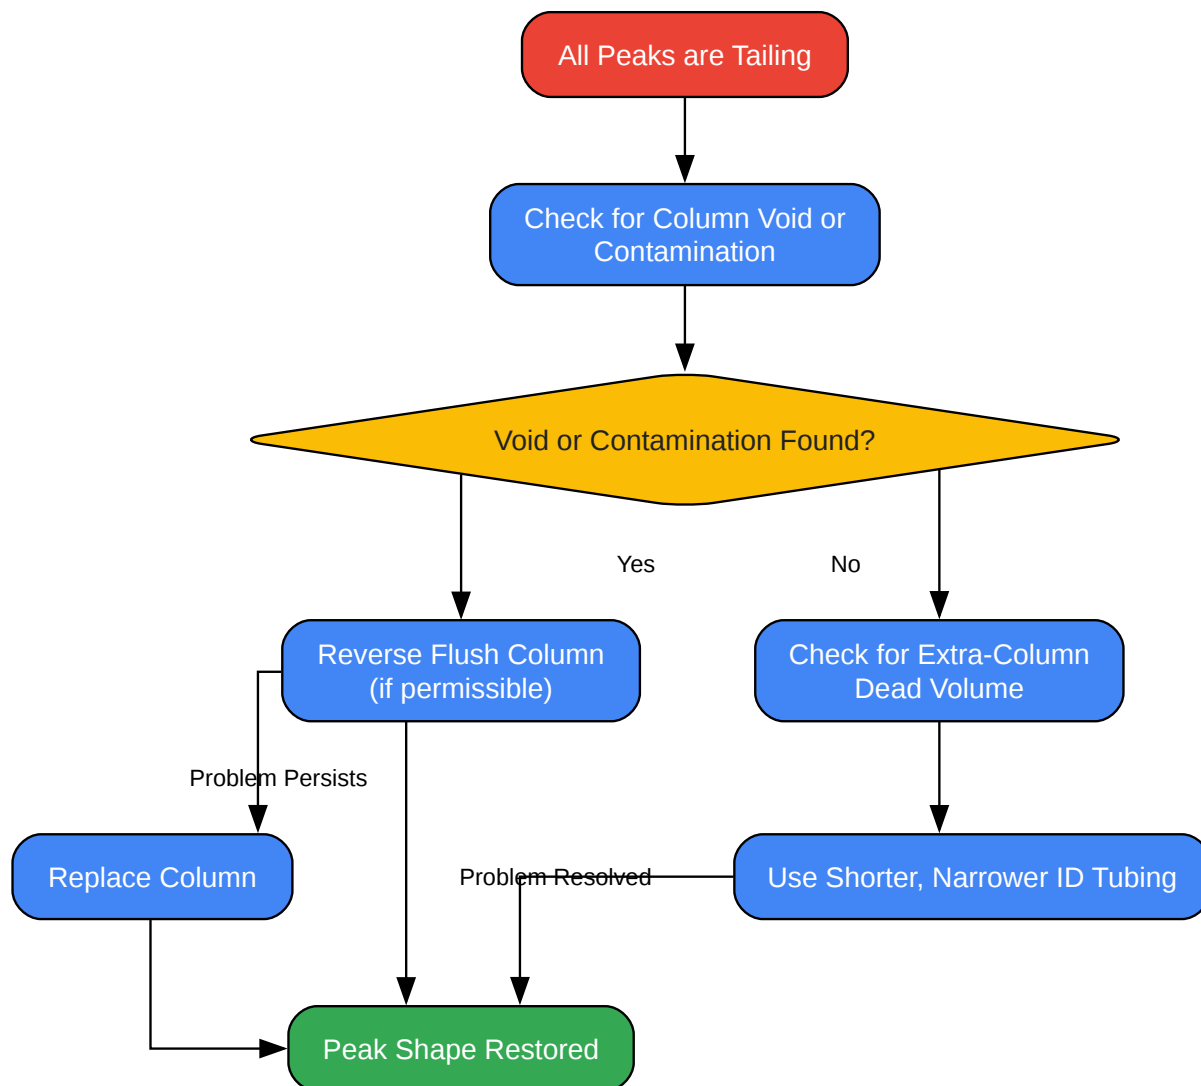 All Peaks are Tailing
Check for Column Void or
Contamination
Void or Contamination Found?
Yes
No
Reverse Flush Column
(if permissible)
Check for Extra-Column
Dead Volume
Problem Persists
Replace Column
Problem Resolved
Use Shorter, Narrower ID Tubing
Peak Shape Restored